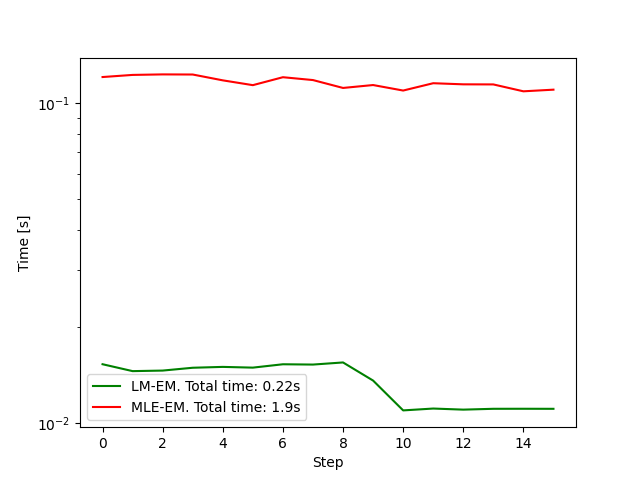 10⁻¹
10⁻²
Time [s]
LM-EM. Total time: 0.22s
MLE-EM. Total time: 1.9s
0 2 4 6 8 10 12 14
Step